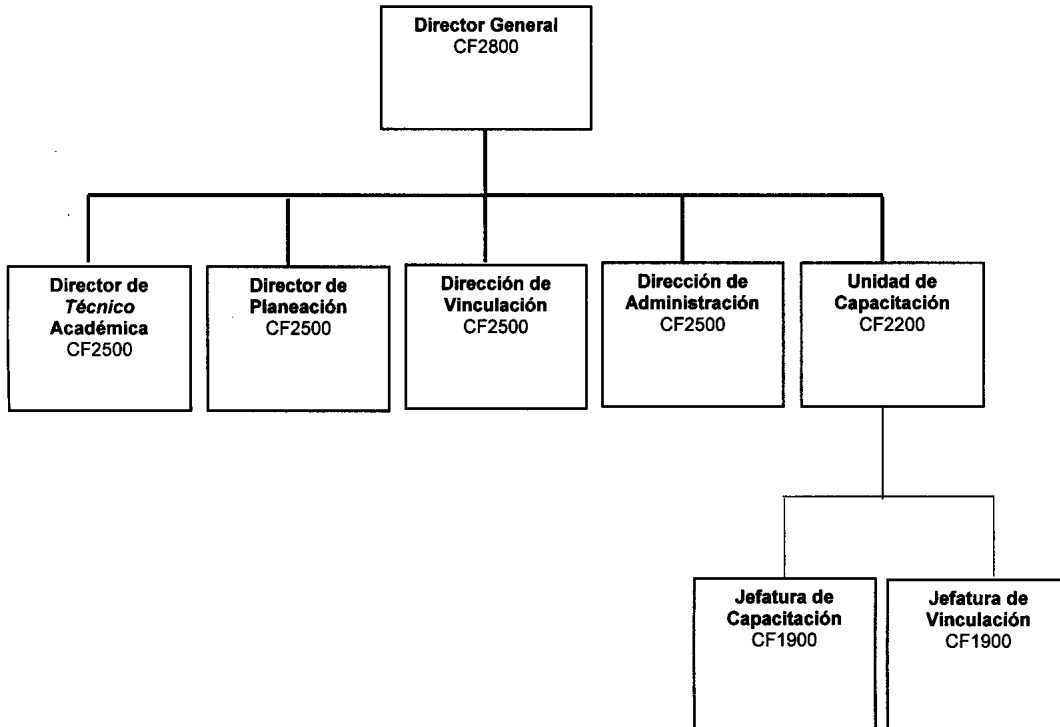 Director General
CF2800
Director de
Técnico
Académica
CF2500
Director de
Planeación
CF2500
Dirección de
Vinculación
CF2500
Dirección de
Administración
CF2500
Unidad de
Capacitación
CF2200
Jefatura de
Capacitación
CF1900
Jefatura de
Vinculación
CF1900